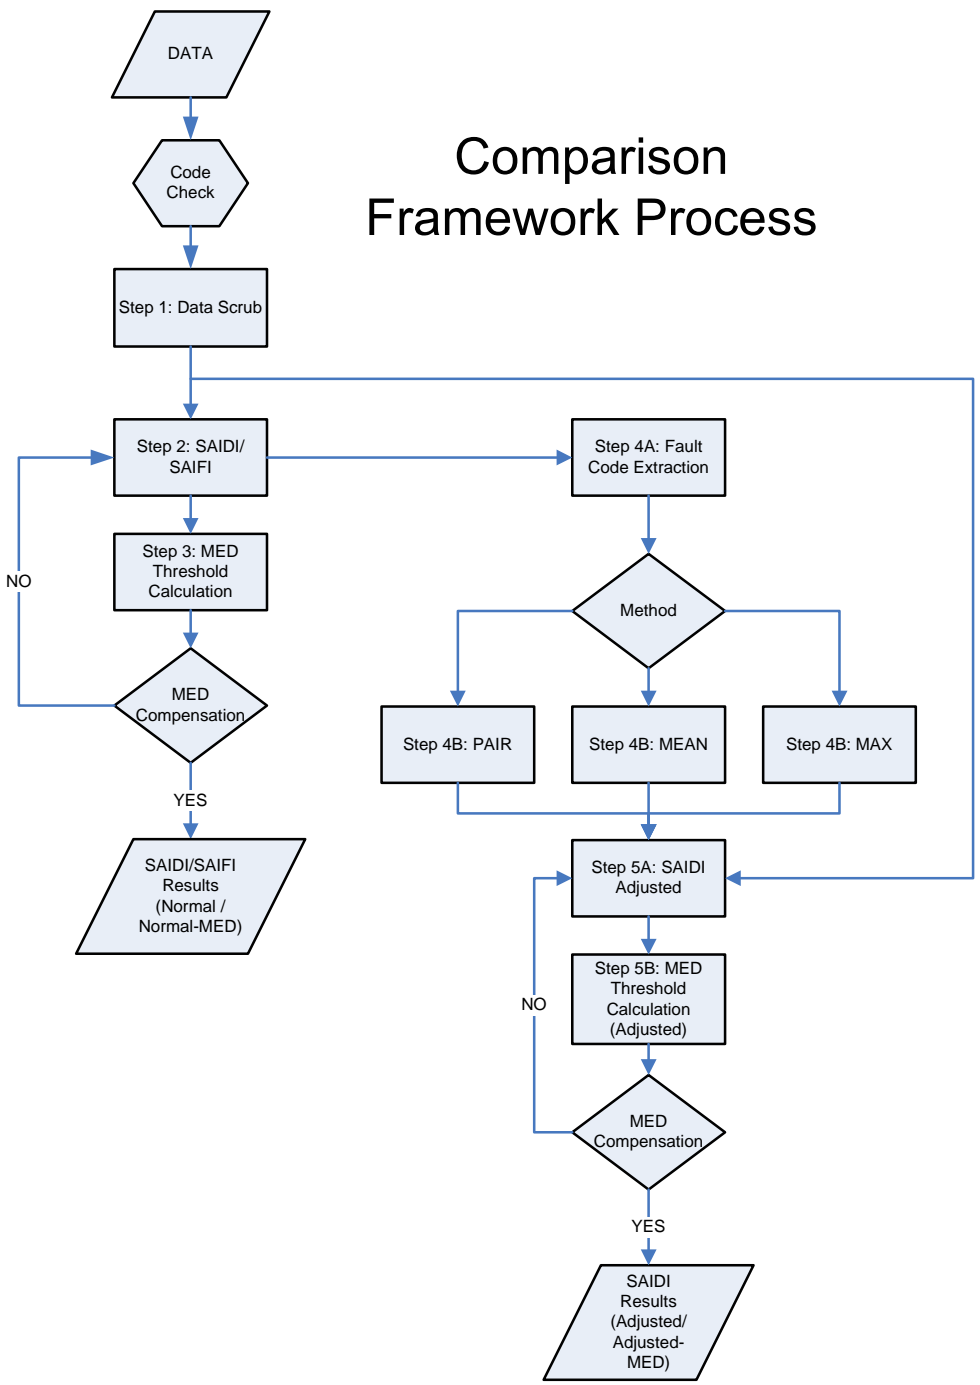 DATA
Comparison
Framework Process
Code
Check
Step 1: Data Scrub
Step 2: SAIDI/
SAIFI
Step 4A: Fault
Code Extraction
Step 3: MED
Threshold
Calculation
NO
Method
MED
Compensation
Step 4B: PAIR
Step 4B: MEAN
Step 4B: MAX
YES
SAIDI/SAIFI
Results
(Normal /
Normal-MED)
Step 5A: SAIDI
Adjusted
Step 5B: MED
Threshold
Calculation
(Adjusted)
NO
MED
Compensation
YES
SAIDI
Results
(Adjusted/
Adjusted-
MED)